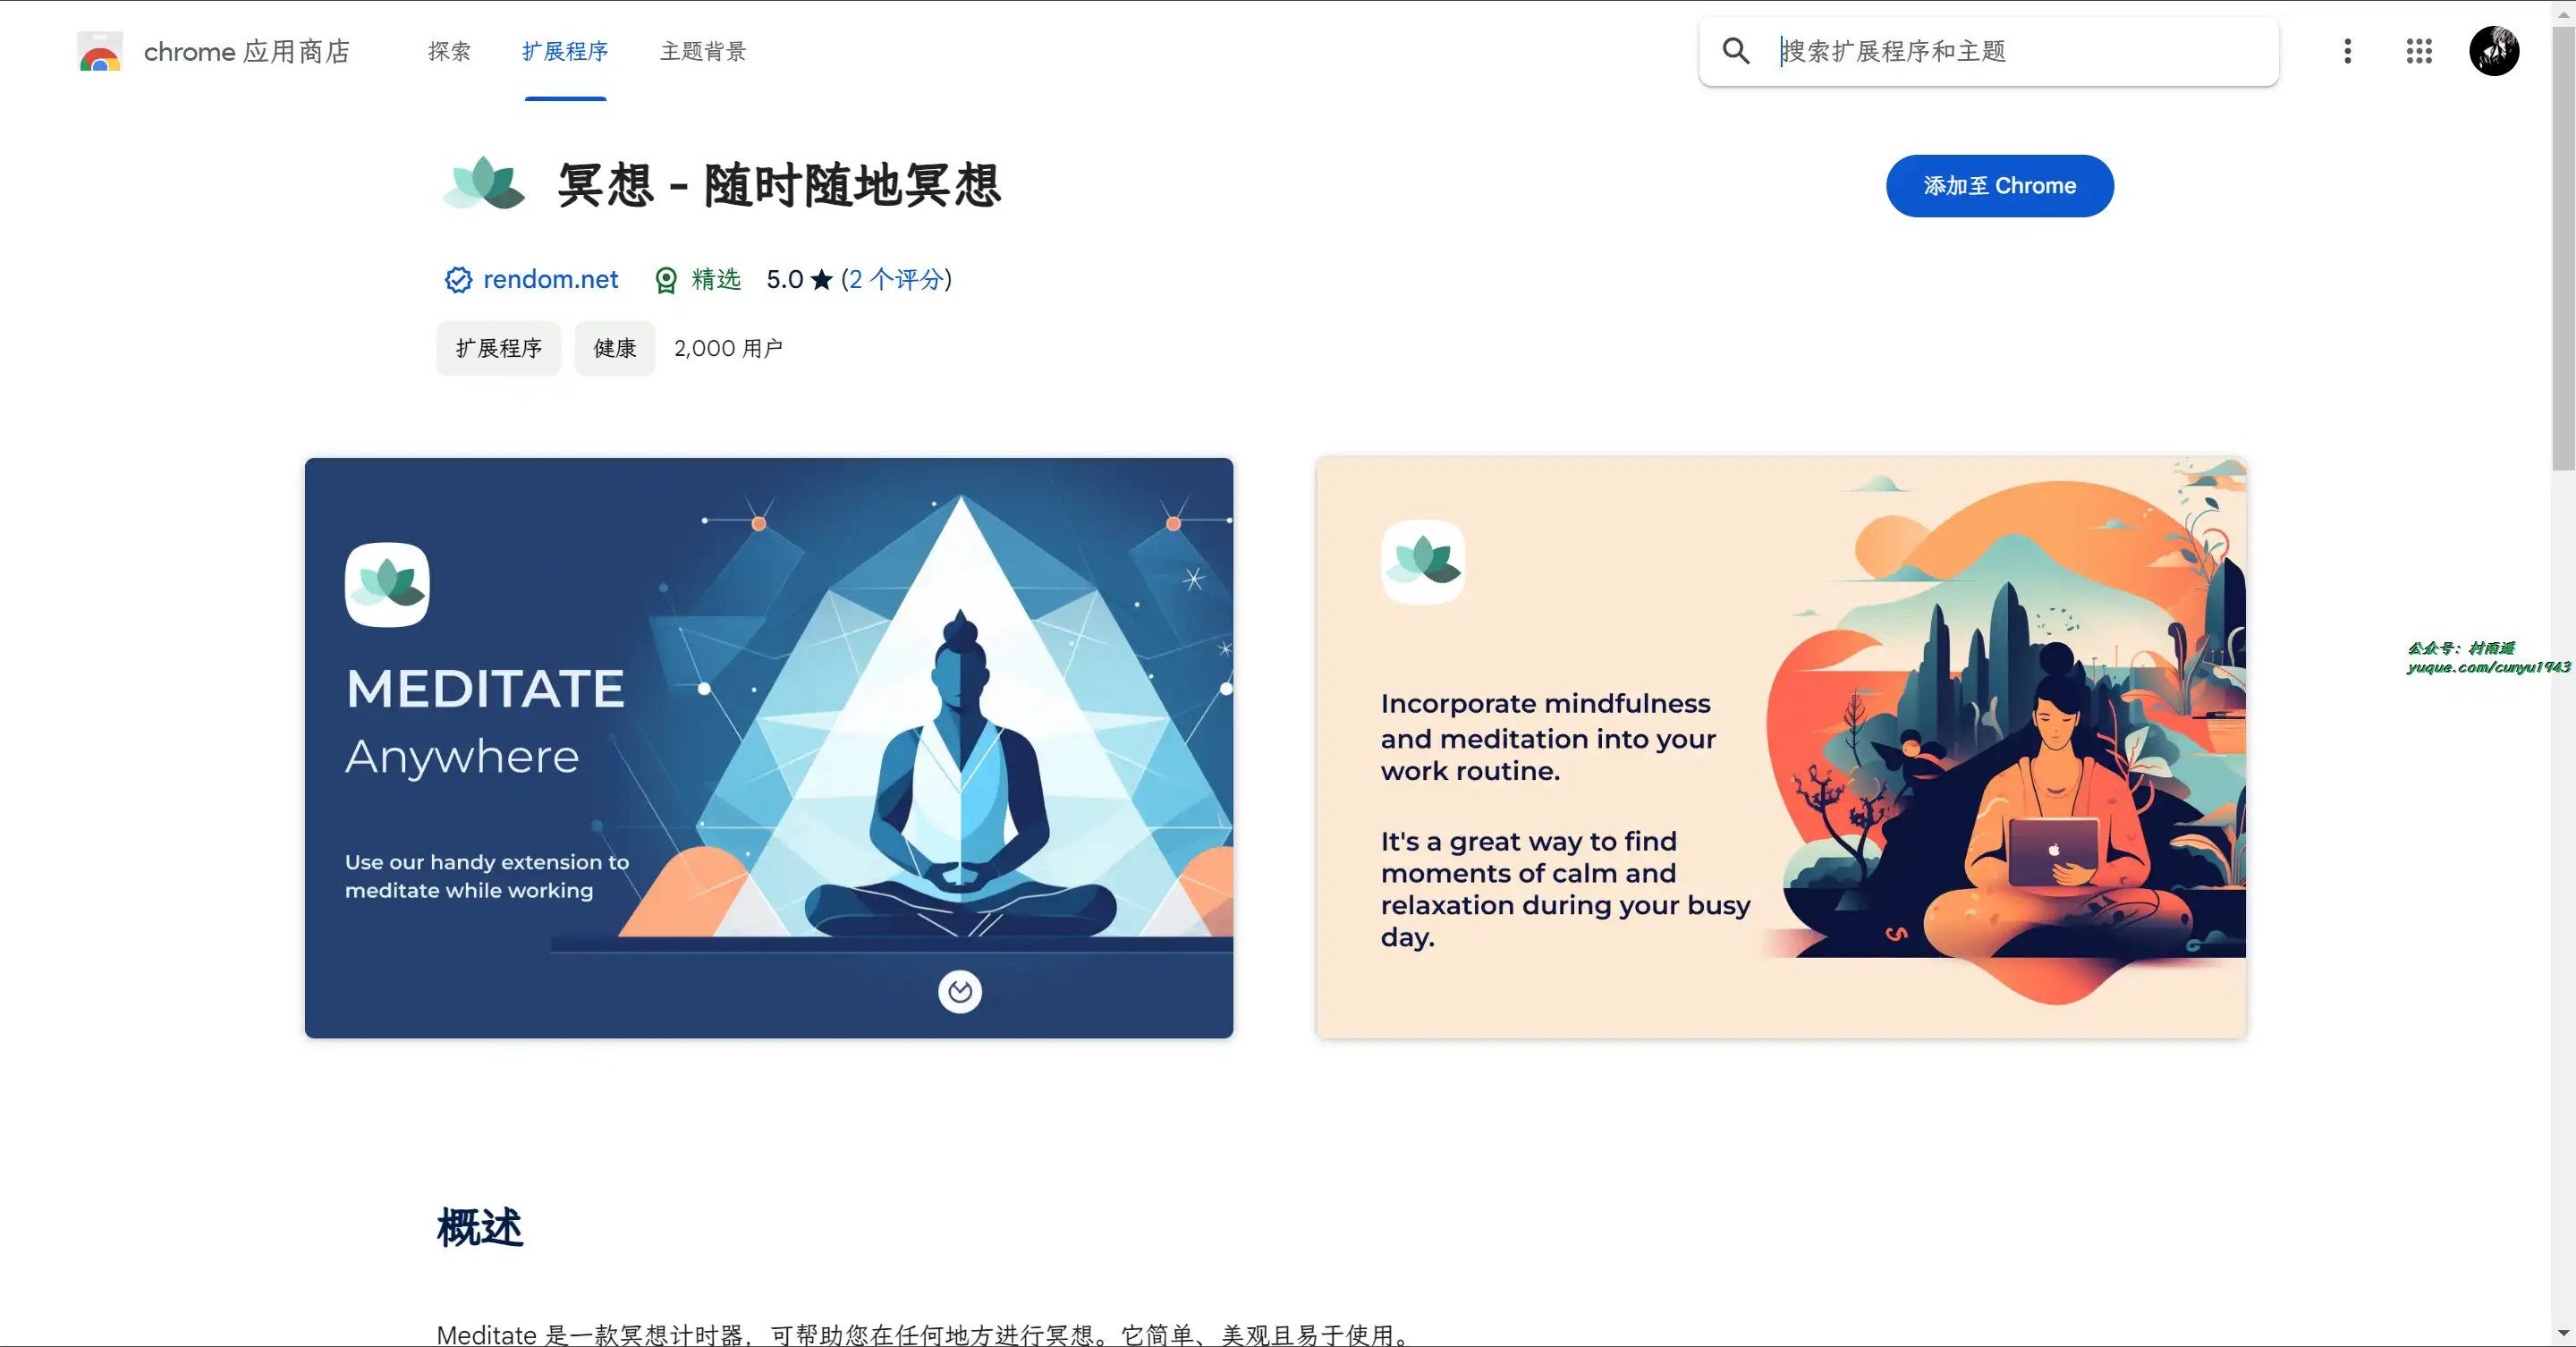 chrome 应用商店
探索
扩展程序
主题背景
搜索扩展程序和主题
冥想 - 随时随地冥想
添加至 Chrome
rendom.net
精选
5.0 ★ (2 个评分)
扩展程序
健康
2,000 用户
MEDITATE
Anywhere
Use our handy extension to
meditate while working
Incorporate mindfulness
and meditation into your
work routine.
It's a great way to find
moments of calm and
relaxation during your busy
day.
公众号：村雨遥
yuque.com/cunyu1943
概述
Meditate 是一款冥想计时器，可帮助您在任何地方进行冥想。它简单、美观且易于使用。